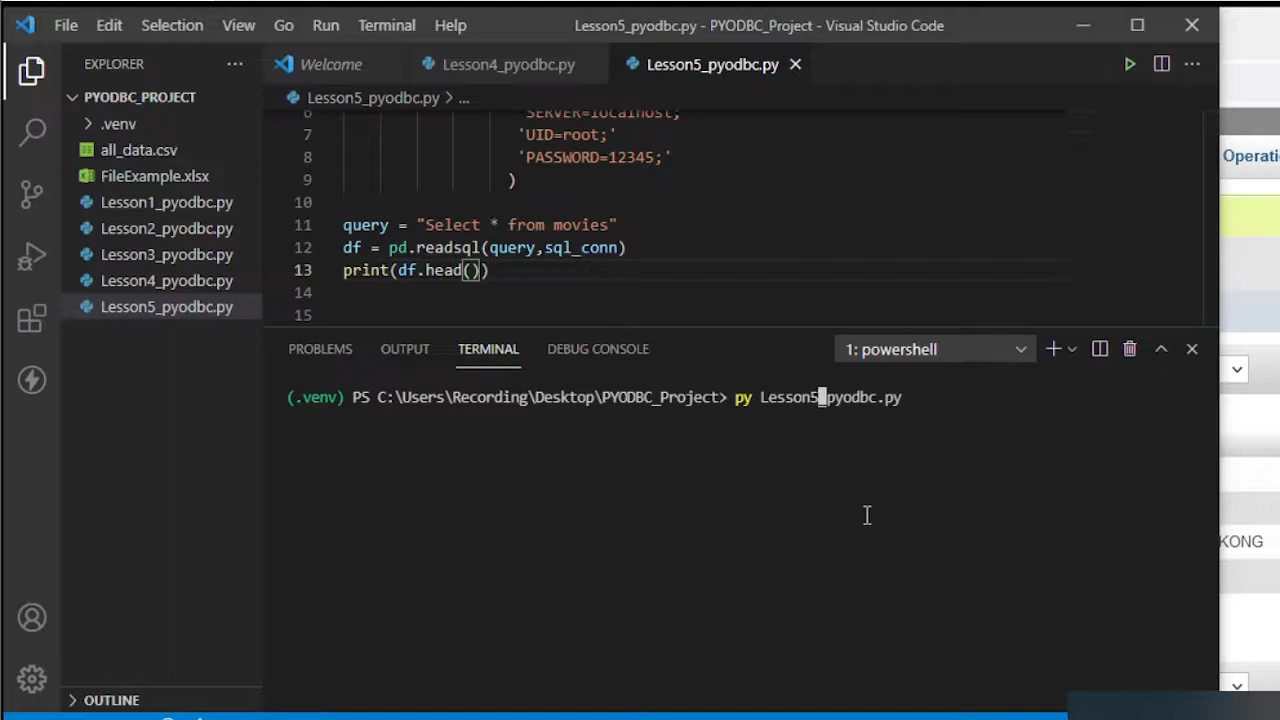 File Edit Selection View Go Run Terminal Help Lesson5_pyodbc.py - PYODBC_Project - Visual Studio Code
EXPLORER
Welcome
Lesson4_pyodbc.py
Lesson5_pyodbc.py
PYODBC_PROJECT
Lesson5_pyodbc.py > ...
.venv
all_data.csv
FileExample.xlsx
Lesson1_pyodbc.py
Lesson2_pyodbc.py
Lesson3_pyodbc.py
Lesson4_pyodbc.py
Lesson5_pyodbc.py
6 SERVER=localhost;
7 'UID=root;'
8 'PASSWORD=12345;'
9 )
10
11 query = "Select * from movies"
12 df = pd.readsql(query,sql_conn)
13 print(df.head())
14
15
PROBLEMS OUTPUT TERMINAL DEBUG CONSOLE 1: powershell
(.venv) PS C:\Users\Recording\Desktop\PYODBC_Project> py Lesson5_pyodbc.py
OUTLINE
Operati
KONG